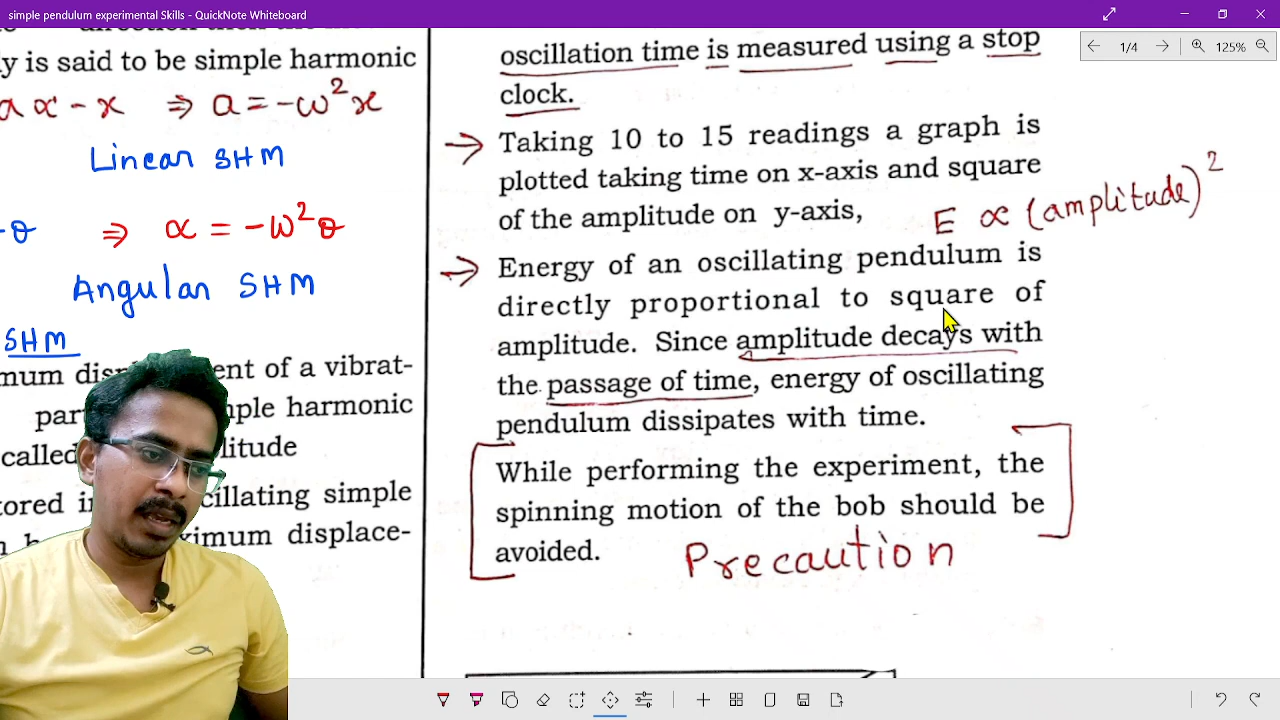 simple pendulum experimental Skills - QuickNote Whiteboard
1/4
125%
y is said to be simple harmonic
a ∝ - x ⇒ a = -ω²x
Linear SHM
-θ ⇒ α = -ω²θ
Angular SHM
SHM
ent of a vibrat-
ple harmonic
called
litude
cillating simple
ximum displace-
oscillation time is measured using a stop
clock.
→ Taking 10 to 15 readings a graph is
plotted taking time on x-axis and square
of the amplitude on y-axis,
E ∝ (amplitude)²
→ Energy of an oscillating pendulum is
directly proportional to square of
amplitude. Since amplitude decays with
the passage of time, energy of oscillating
pendulum dissipates with time.
While performing the experiment, the
spinning motion of the bob should be
avoided.
Precaution